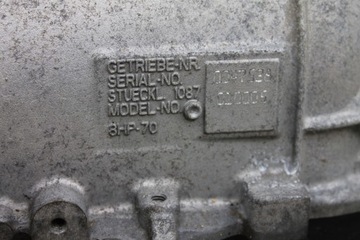 GETRIEBE-NR.
SERIAL-NO.
STUECKL. 1087
MODEL-NO.
8HP-70